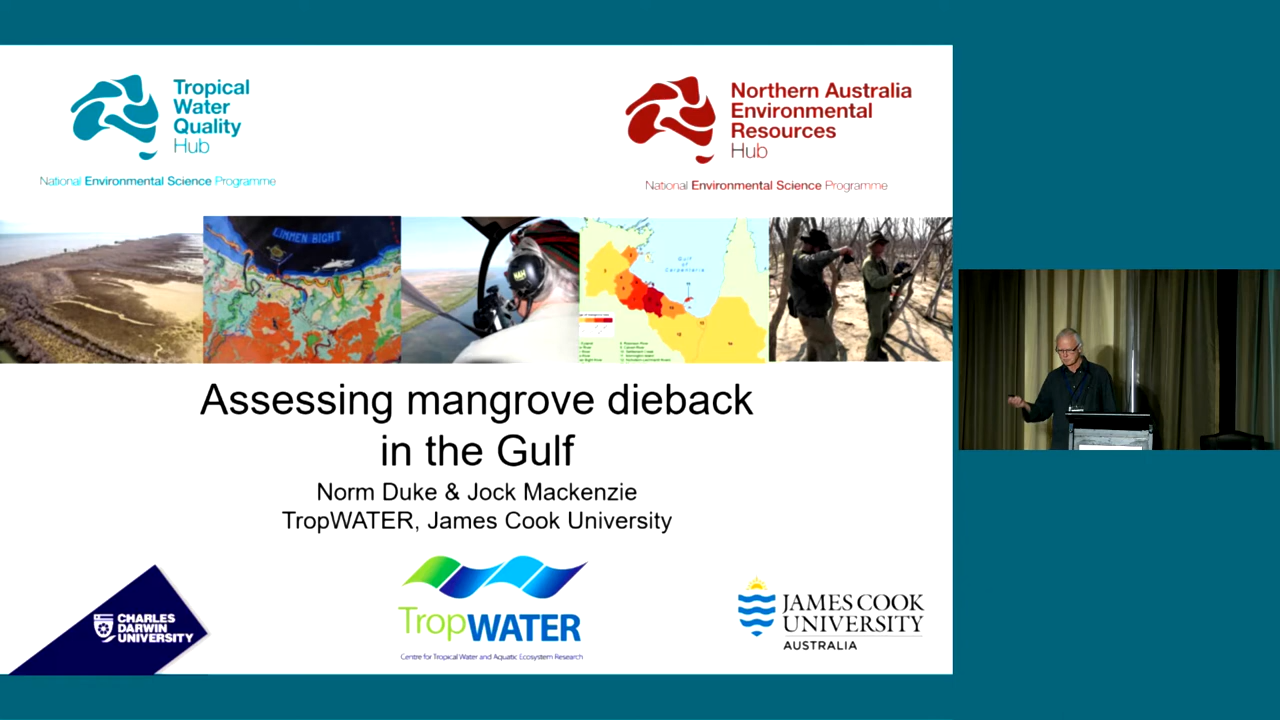 Tropical
Water
Quality
Hub
National Environmental Science Programme
Northern Australia
Environmental
Resources
Hub
National Environmental Science Programme
LIMMEN BIGHT
Gulf
of
Carpentaria
Assessing mangrove dieback
in the Gulf
Norm Duke & Jock Mackenzie
TropWATER, James Cook University
CHARLES
DARWIN
UNIVERSITY
TropWATER
Centre for Tropical Water and Aquatic Ecosystem Research
JAMES COOK
UNIVERSITY
AUSTRALIA